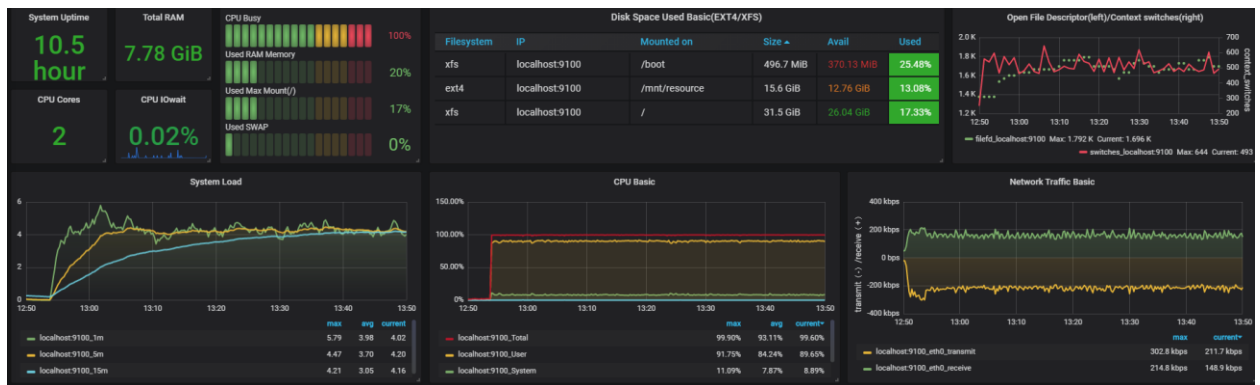 System Uptime
10.5
hour
Total RAM
7.78 GiB
CPU Cores
2
CPU IOwait
0.02%
CPU Busy
100%
Used RAM Memory
20%
Used Max Mount(/)
17%
Used SWAP
0%
Disk Space Used Basic(EXT4/XFS)
Filesystem IP Mounted on Size Avail Used
xfs localhost:9100 /boot 496.7 MiB 370.13 MiB 25.48%
ext4 localhost:9100 /mnt/resource 15.6 GiB 12.76 GiB 13.08%
xfs localhost:9100 / 31.5 GiB 26.04 GiB 17.33%
Open File Descriptor(left)/Context switches(right)
2.0 K 700
600
1.8 K
500
1.6 K 400
1.4 K 300
1.2 K 200
context_switches
12:50 13:00 13:10 13:20 13:30 13:40 13:50
filefd_localhost:9100 Max: 1.792 K Current: 1.696 K
switches_localhost:9100 Max: 644 Current: 493
System Load
6
4
2
0
12:50 13:00 13:10 13:20 13:30 13:40 13:50
max avg current
localhost:9100_1m 5.79 3.98 4.02
localhost:9100_5m 4.47 3.70 4.20
localhost:9100_15m 4.21 3.05 4.16
CPU Basic
150.00%
100.00%
50.00%
0%
12:50 13:00 13:10 13:20 13:30 13:40 13:50
max avg current
localhost:9100_Total 99.90% 93.11% 99.60%
localhost:9100_User 91.75% 84.24% 89.65%
localhost:9100_System 11.09% 7.87% 8.89%
Network Traffic Basic
transmit (-) /receive (+)
400 kbps
200 kbps
0 bps
-200 kbps
-400 kbps
12:50 13:00 13:10 13:20 13:30 13:40 13:50
max current
localhost:9100_eth0_transmit 302.8 kbps 211.7 kbps
localhost:9100_eth0_receive 214.8 kbps 148.9 kbps